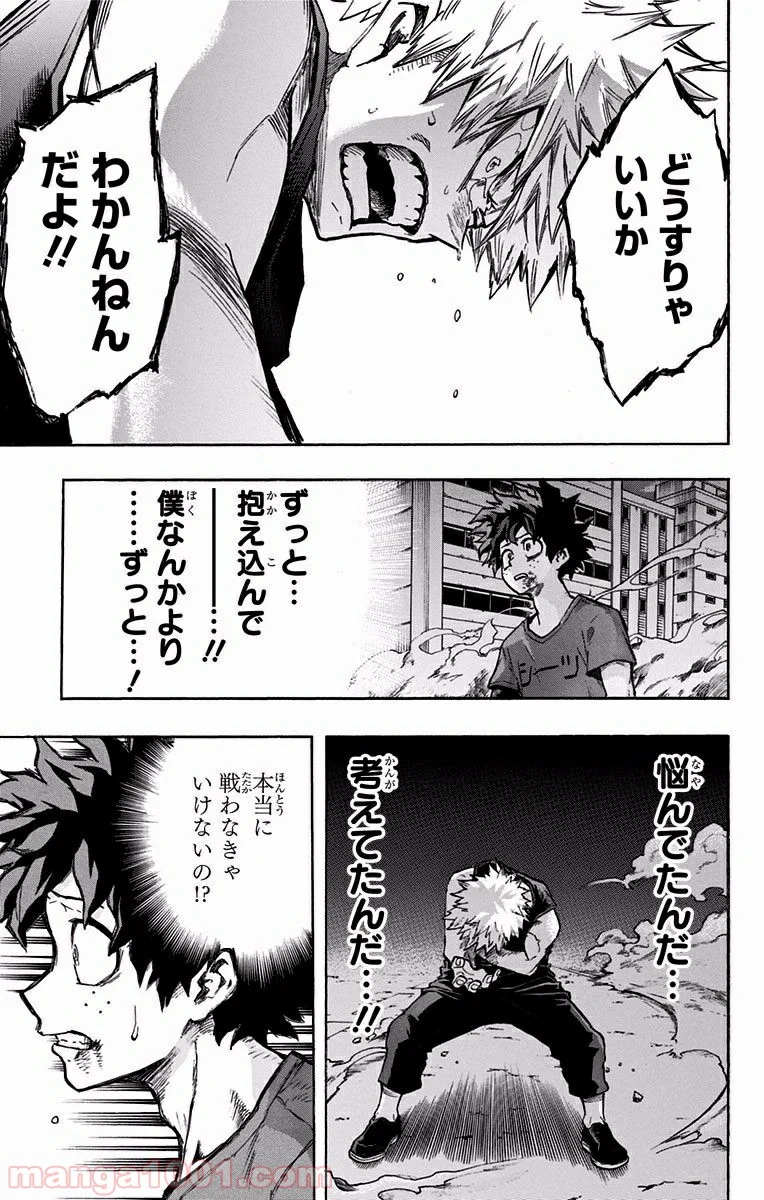 どうすりゃ
いいか
わかんねん
だよ!!
シーツ
ずっと…
抱え込んで
――…!!
僕なんかより
……ずっと…!
悩んでたんだ…
考えてたんだ…!!
本当に
戦わなきゃ
いけないの!?
manga1001.com